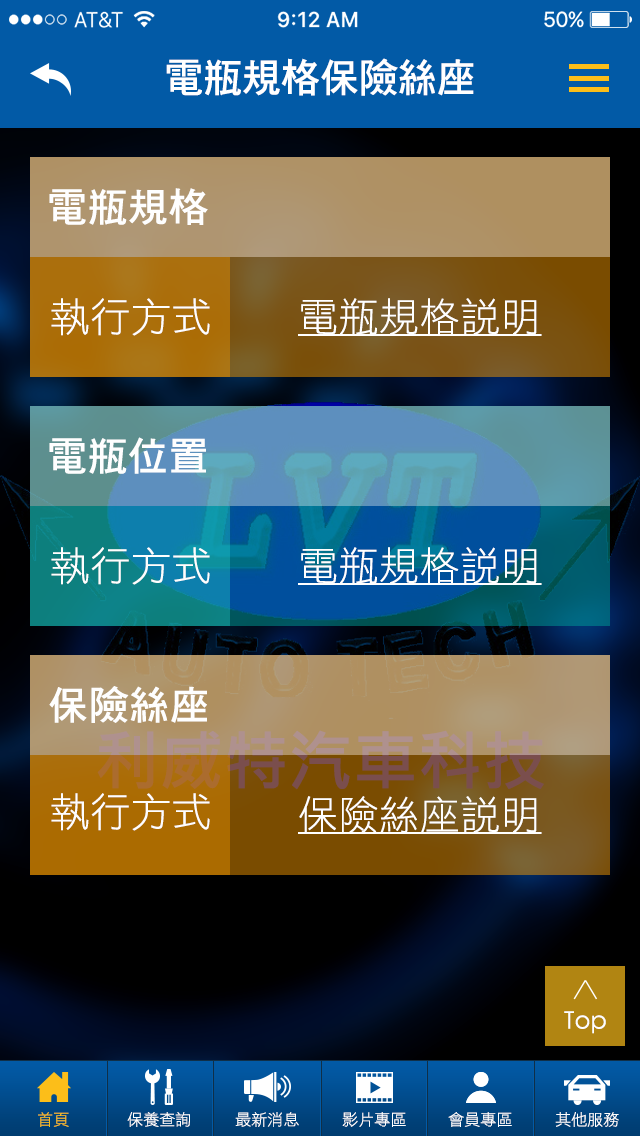 AT&T 9:12 AM 50%
電瓶規格保險絲座
電瓶規格
執行方式 電瓶規格説明
電瓶位置
LVT
執行方式 電瓶規格説明
AUTO TECH
保險絲座
利威特汽車科技
執行方式 保險絲座説明
Top
首頁 保養查詢 最新消息 影片專區 會員專區 其他服務